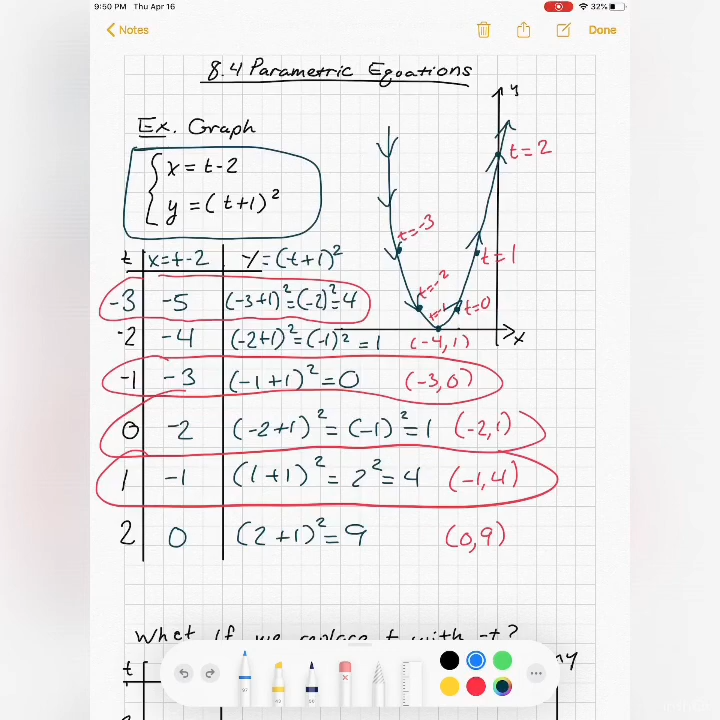 9:50 PM Thu Apr 16
32%
Notes
Done
8.4 Parametric Eqoations
Ex. Graph
x = t - 2
y = (t+1)²
y
x
t=-3
t=-2
t=-1
t=0
t=1
t=2
t x=t-2 y=(t+1)²
-3 -5 (-3+1)²=(-2)²=4
-2 -4 (-2+1)²=(-1)²=1 (-4,1)
-1 -3 (-1+1)²=0 (-3,0)
0 -2 (-2+1)²=(-1)²=1 (-2,1)
1 -1 (1+1)²=2²=4 (-1,4)
2 0 (2+1)²=9 (0,9)
What if we replace t with -t?
t